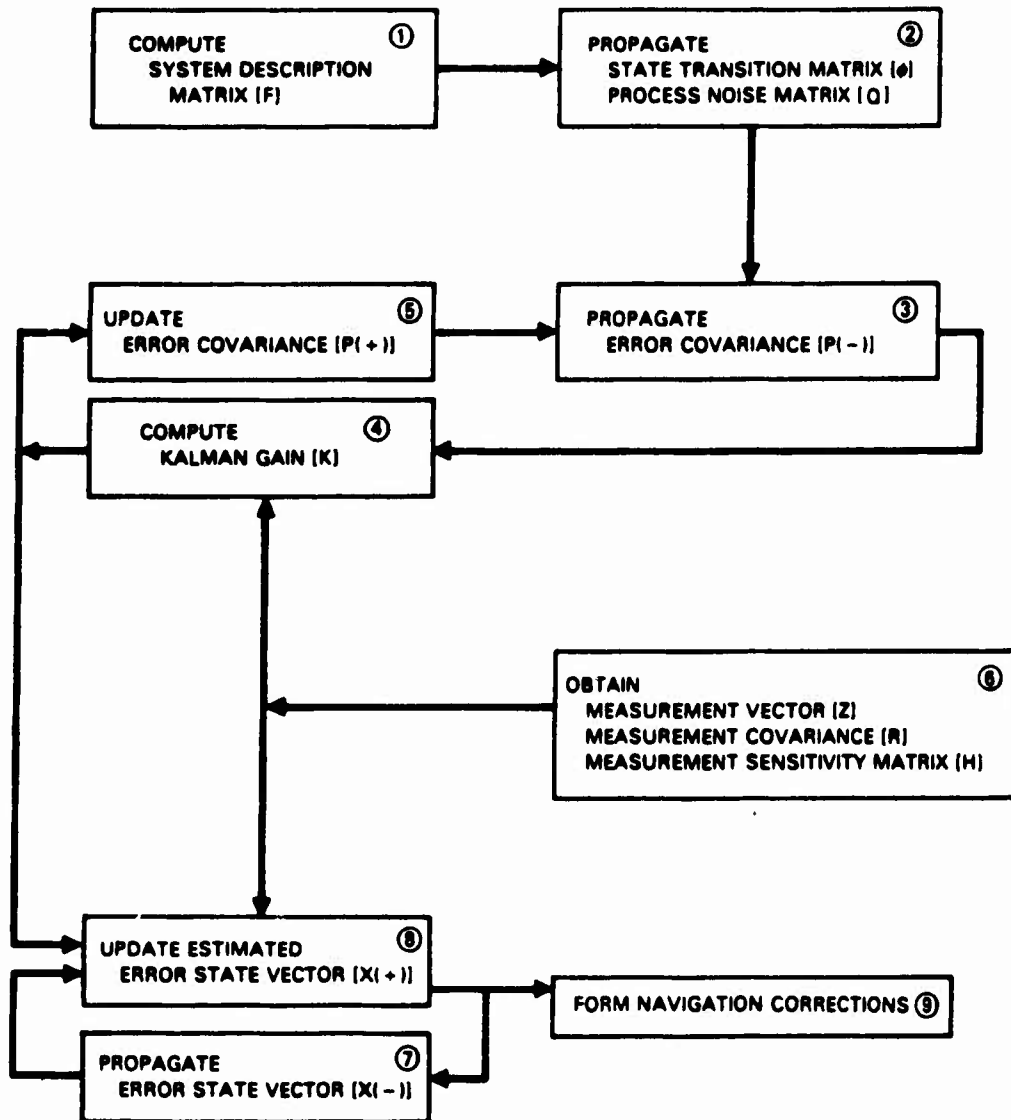 COMPUTE ①
SYSTEM DESCRIPTION
MATRIX [F]
PROPAGATE ②
STATE TRANSITION MATRIX [ϕ]
PROCESS NOISE MATRIX [Q]
UPDATE ⑤
ERROR COVARIANCE [P(+)]
PROPAGATE ③
ERROR COVARIANCE [P(-)]
COMPUTE ④
KALMAN GAIN [K]
OBTAIN ⑥
MEASUREMENT VECTOR [Z]
MEASUREMENT COVARIANCE [R]
MEASUREMENT SENSITIVITY MATRIX [H]
UPDATE ESTIMATED ⑧
ERROR STATE VECTOR [X(+)]
FORM NAVIGATION CORRECTIONS ⑨
PROPAGATE ⑦
ERROR STATE VECTOR [X(-)]